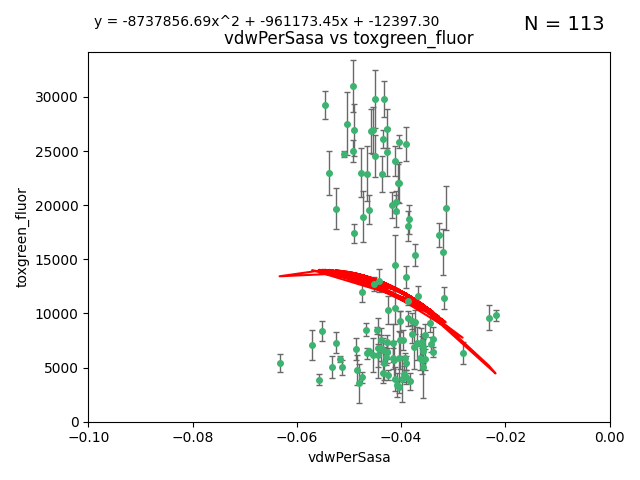 y = -8737856.69x^2 + -961173.45x + -12397.30
N = 113
vdwPerSasa vs toxgreen_fluor
toxgreen_fluor
30000
25000
20000
15000
10000
5000
0
−0.10
−0.08
−0.06
−0.04
−0.02
0.00
vdwPerSasa